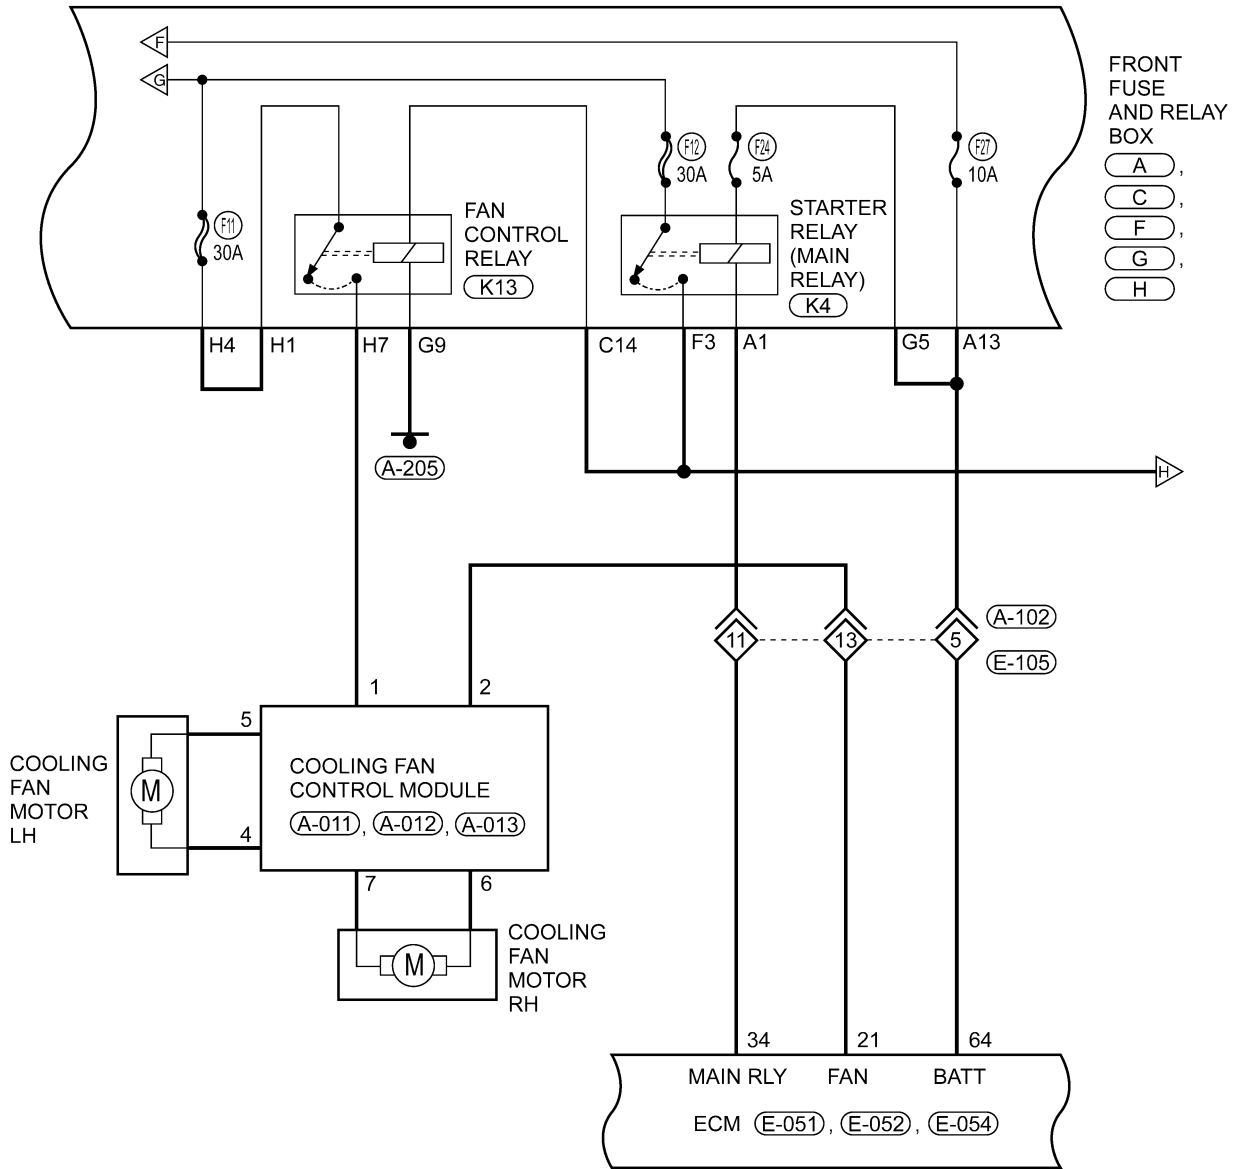 F
G
FRONT
FUSE
AND RELAY
BOX
A ,
C ,
F ,
G ,
H
F12
30A
F24
5A
F27
10A
F11
30A
FAN
CONTROL
RELAY
K13
STARTER
RELAY
(MAIN
RELAY)
K4
H4 H1 H7 G9 C14 F3 A1 G5 A13
A-205
H
11 13 5
A-102
E-105
1 2
5
4
COOLING
FAN
MOTOR
LH
M
COOLING FAN
CONTROL MODULE
A-011 , A-012 , A-013
7 6
M
COOLING
FAN
MOTOR
RH
34 21 64
MAIN RLY FAN BATT
ECM E-051 , E-052 , E-054